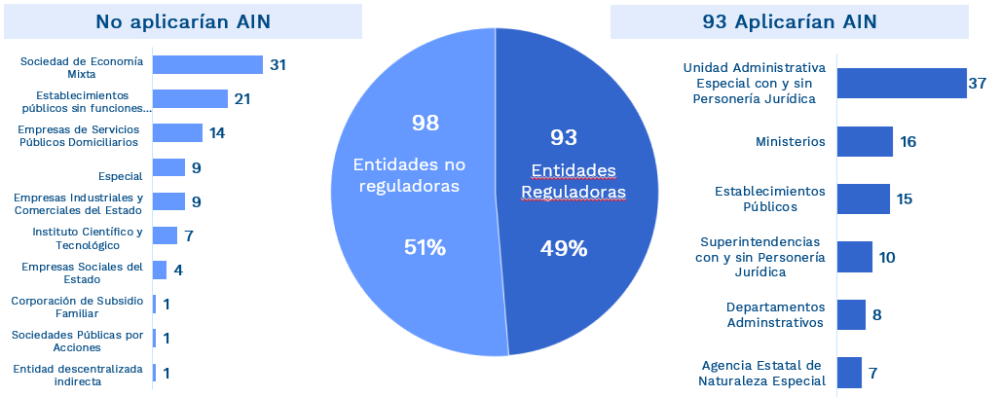 No aplicarían AIN
Sociedad de Economía
Mixta
31
Establecimientos
públicos sin funciones...
21
Empresas de Servicios
Públicos Domiciliarios
14
Especial
9
Empresas Industriales y
Comerciales del Estado
9
Instituto Científico y
Tecnológico
7
Empresas Sociales del
Estado
4
Corporación de Subsidio
Familiar
1
Sociedades Públicas por
Acciones
1
Entidad descentralizada
indirecta
1
98
Entidades no
reguladoras
51%
93
Entidades
Reguladoras
49%
93 Aplicarían AIN
Unidad Administrativa
Especial con y sin
Personería Jurídica
37
Ministerios
16
Establecimientos
Públicos
15
Superintendencias
con y sin Personería
Jurídica
10
Departamentos
Adminstrativos
8
Agencia Estatal de
Naturaleza Especial
7